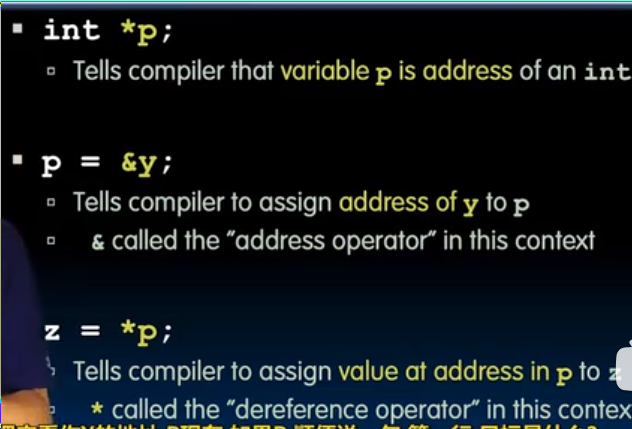 int *p;
Tells compiler that variable p is address of an int
p = &y;
Tells compiler to assign address of y to p
& called the "address operator" in this context
z = *p;
Tells compiler to assign value at address in p to z
* called the "dereference operator" in this contex